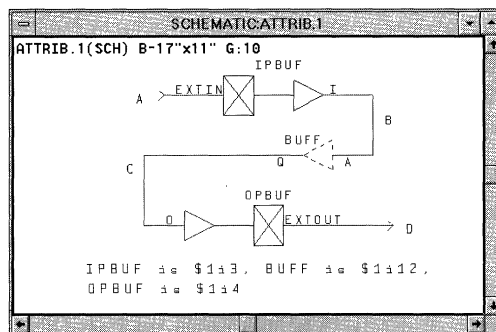 SCHEMATIC:ATTRIB.1
ATTRIB.1(SCH) B-17"x11" G:10
IPBUF
A EXTIN I
B
BUFF
C Q A
OPBUF
O EXTOUT D
IPBUF is $1i3, BUFF is $1i12,
OPBUF is $1i4